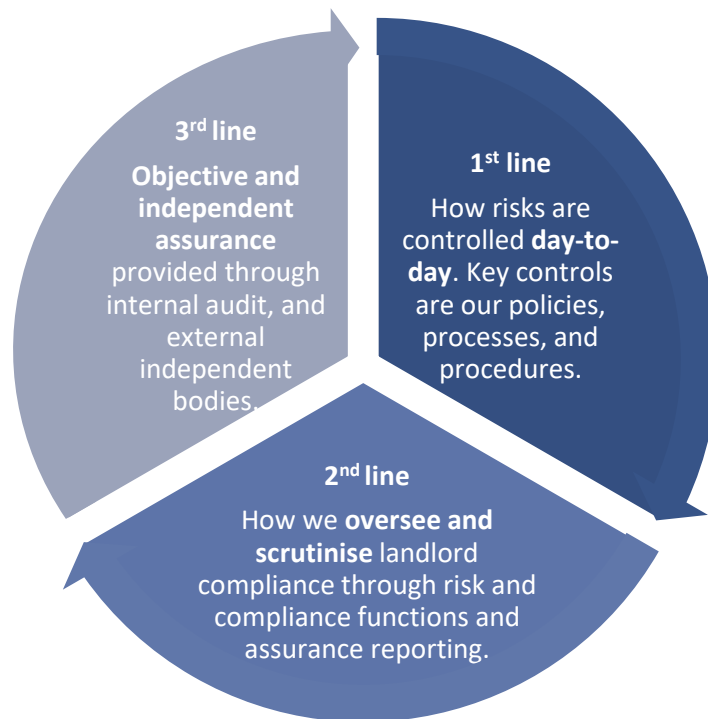 1st line
How risks are
controlled day-to-
day. Key controls
are our policies,
processes, and
procedures.
2nd line
How we oversee and
scrutinise landlord
compliance through risk and
compliance functions and
assurance reporting.
3rd line
Objective and
independent
assurance
provided through
internal audit, and
external
independent
bodies.